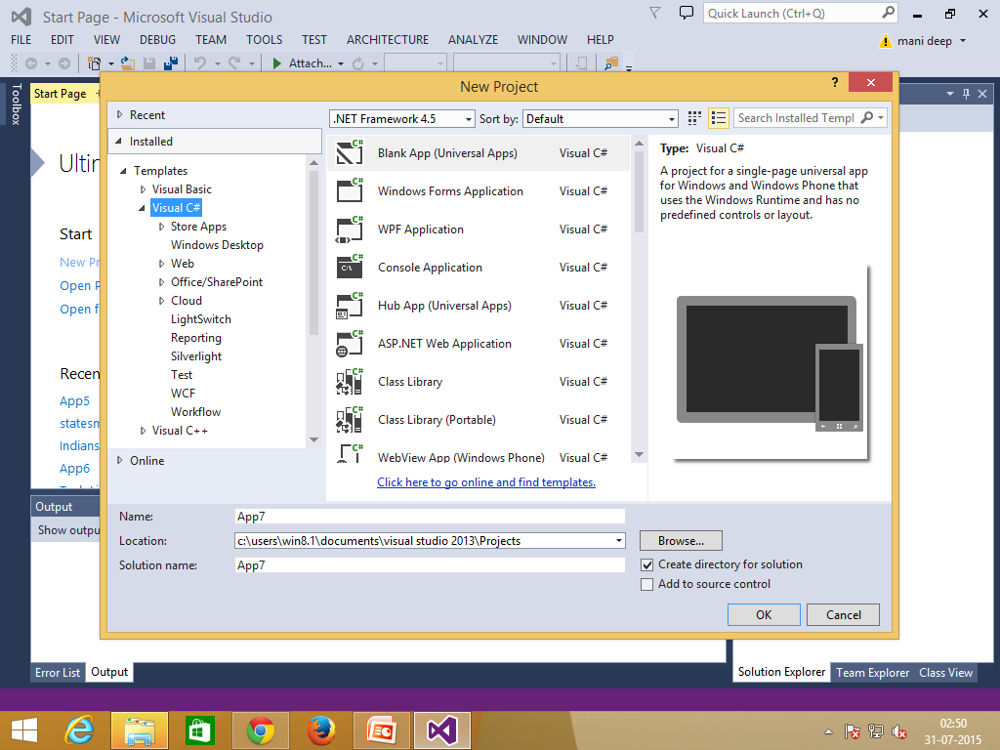 Start Page - Microsoft Visual Studio
Quick Launch (Ctrl+Q)
FILE EDIT VIEW DEBUG TEAM TOOLS TEST ARCHITECTURE ANALYZE WINDOW HELP
mani deep
Attach...
Toolbox
Start Page
New Project
?
Recent
.NET Framework 4.5
Sort by:
Default
Search Installed Templ
Installed
Templates
Visual Basic
Visual C#
Store Apps
Windows Desktop
Web
Office/SharePoint
Cloud
LightSwitch
Reporting
Silverlight
Test
WCF
Workflow
Visual C++
Online
Blank App (Universal Apps) Visual C#
Windows Forms Application Visual C#
WPF Application Visual C#
Console Application Visual C#
Hub App (Universal Apps) Visual C#
ASP.NET Web Application Visual C#
Class Library Visual C#
Class Library (Portable) Visual C#
WebView App (Windows Phone) Visual C#
Click here to go online and find templates.
Type: Visual C#
A project for a single-page universal app
for Windows and Windows Phone that
uses the Windows Runtime and has no
predefined controls or layout.
Start
New Pr
Open P
Open f
Recen
App5
statesm
Indians
App6
Output
Show outpu
Name: App7
Location: c:\users\win8.1\documents\visual studio 2013\Projects
Browse...
Solution name: App7
Create directory for solution
Add to source control
OK
Cancel
Error List
Output
Solution Explorer
Team Explorer
Class View
02:50
31-07-2015